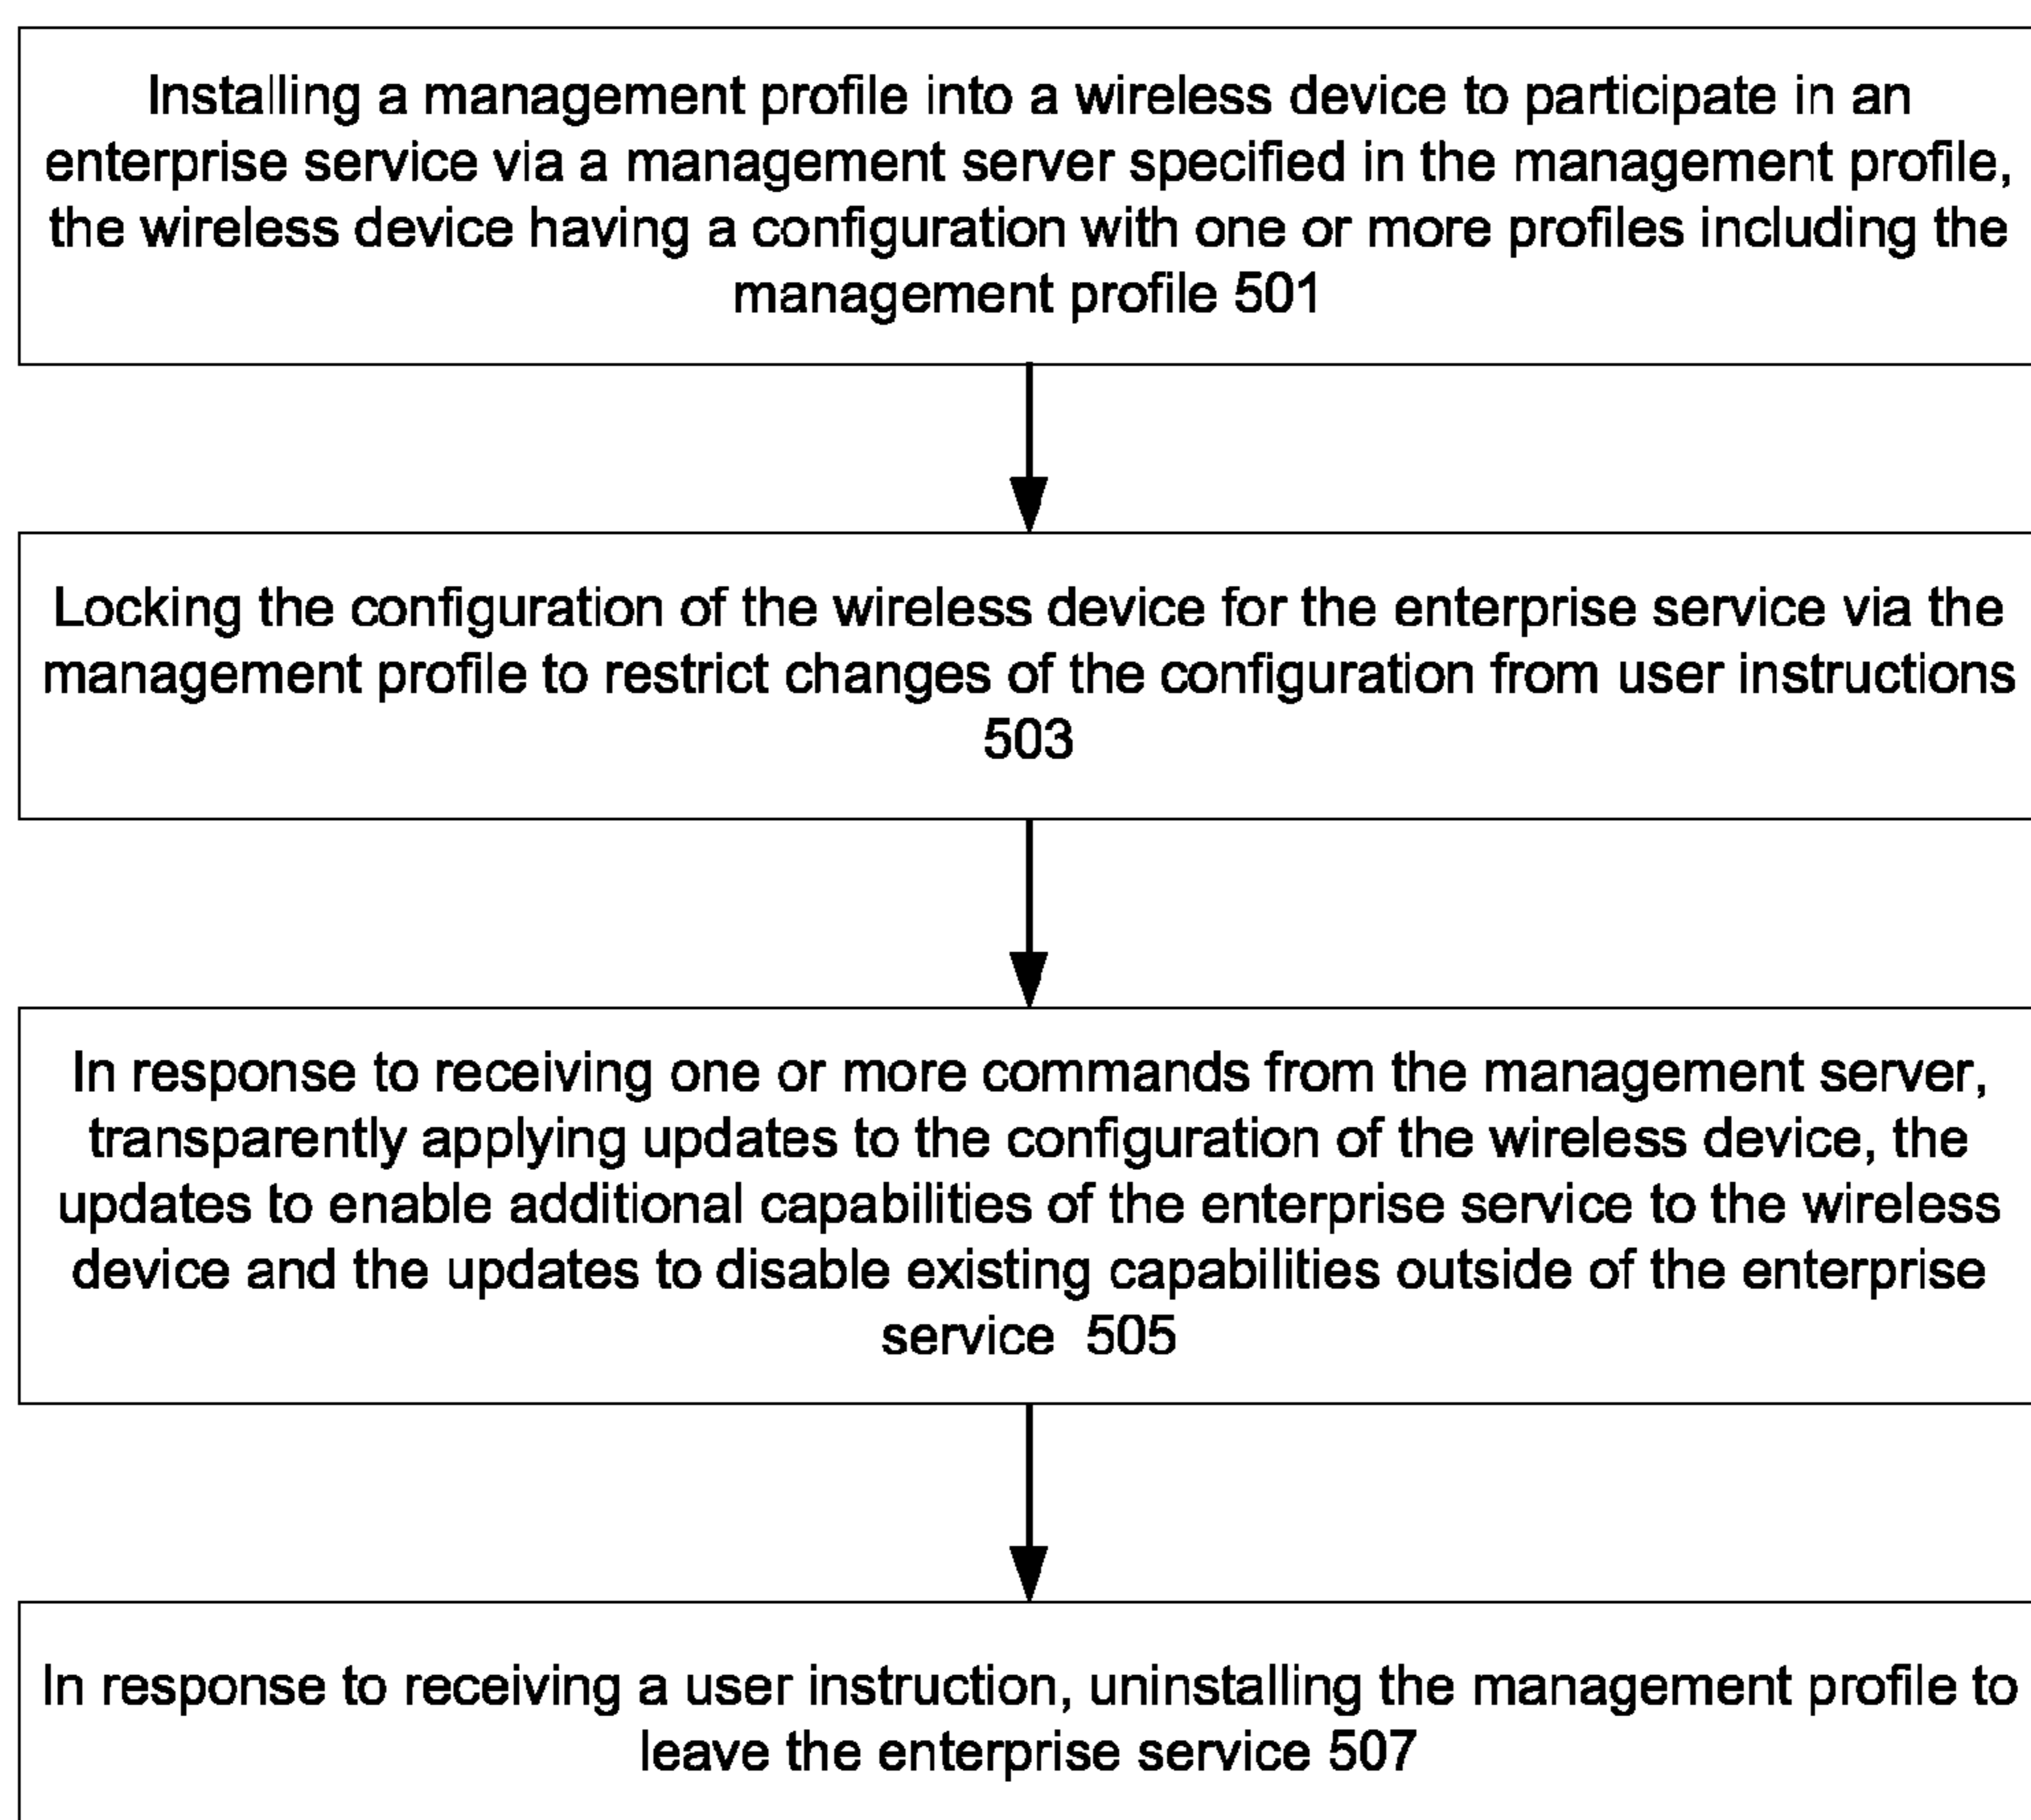 Installing a management profile into a wireless device to participate in an
enterprise service via a management server specified in the management profile,
the wireless device having a configuration with one or more profiles including the
management profile 501
Locking the configuration of the wireless device for the enterprise service via the
management profile to restrict changes of the configuration from user instructions
503
In response to receiving one or more commands from the management server,
transparently applying updates to the configuration of the wireless device, the
updates to enable additional capabilities of the enterprise service to the wireless
device and the updates to disable existing capabilities outside of the enterprise
service 505
In response to receiving a user instruction, uninstalling the management profile to
leave the enterprise service 507